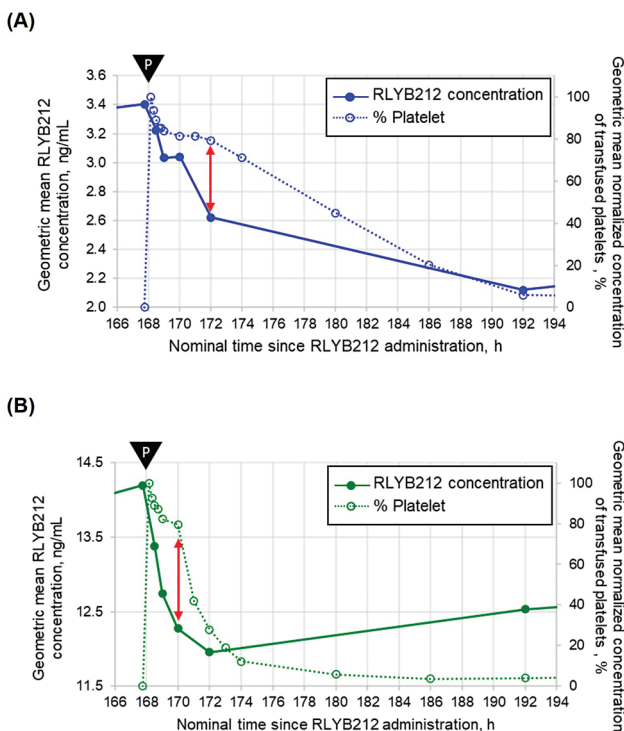 (A)
P
3.6
3.4
3.2
3.0
2.8
2.6
2.4
2.2
2.0
Geometric mean RLYB212
concentration, ng/mL
RLYB212 concentration
% Platelet
100
80
60
40
20
0
Geometric mean normalized concentration
of transfused platelets , %
166 168 170 172 174 176 178 180 182 184 186 188 190 192 194
Nominal time since RLYB212 administration, h
(B)
P
14.5
13.5
12.5
11.5
Geometric mean RLYB212
concentration, ng/mL
RLYB212 concentration
% Platelet
100
80
60
40
20
0
Geometric mean normalized concentration
of transfused platelets , %
166 168 170 172 174 176 178 180 182 184 186 188 190 192 194
Nominal time since RLYB212 administration, h